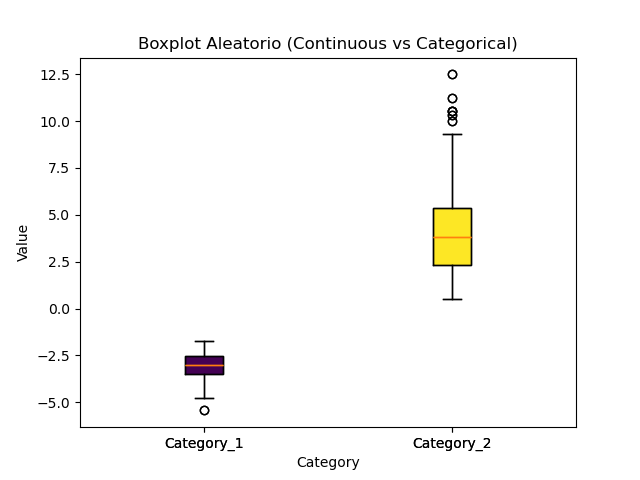 Boxplot Aleatorio (Continuous vs Categorical)
12.5
10.0
7.5
5.0
2.5
0.0
−2.5
−5.0
Value
Category_1 Category_2
Category